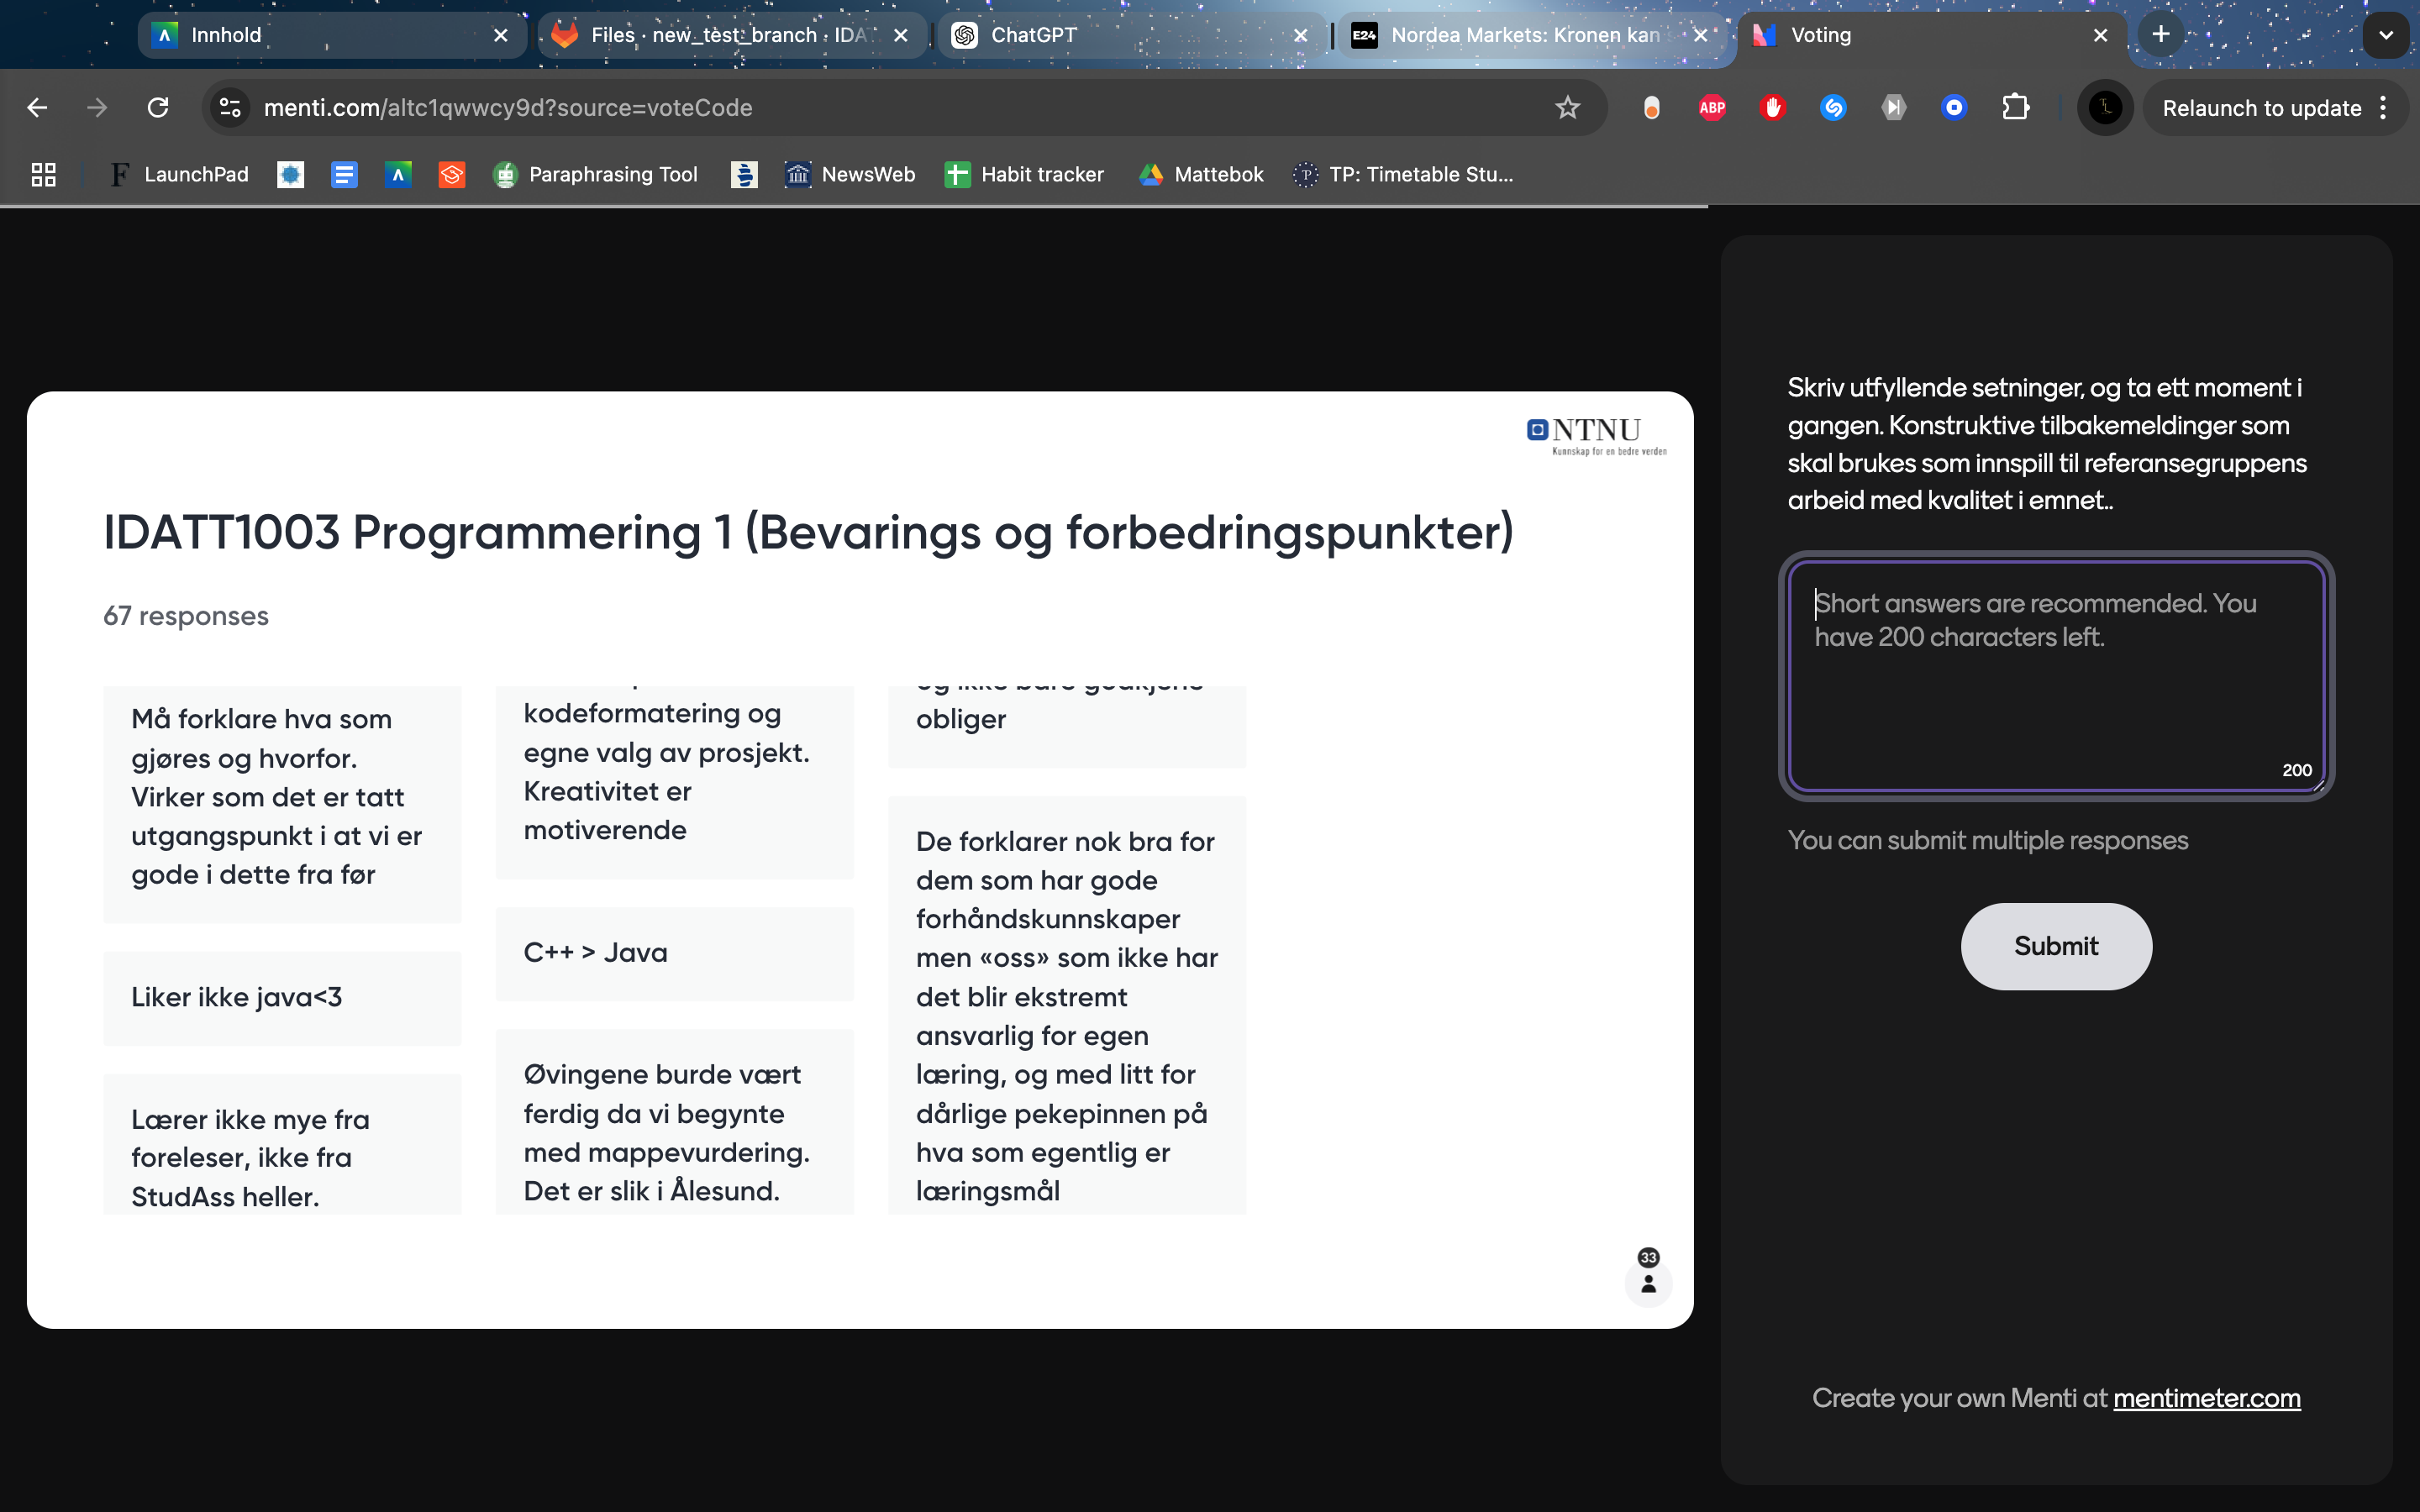 Innhold
Files · new_test_branch · IDA
ChatGPT
E24 Nordea Markets: Kronen kan
Voting
menti.com/altc1qwwcy9d?source=voteCode
ABP
Relaunch to update
LaunchPad
Paraphrasing Tool
NewsWeb
Habit tracker
Mattebok
TP: Timetable Stu...
NTNU
Kunnskap for en bedre verden
IDATT1003 Programmering 1 (Bevarings og forbedringspunkter)
67 responses
Må forklare hva som
gjøres og hvorfor.
Virker som det er tatt
utgangspunkt i at vi er
gode i dette fra før
Liker ikke java<3
Lærer ikke mye fra
foreleser, ikke fra
StudAss heller.
kodeformatering og
egne valg av prosjekt.
Kreativitet er
motiverende
C++ > Java
Øvingene burde vært
ferdig da vi begynte
med mappevurdering.
Det er slik i Ålesund.
og ikke bare godkjene
obliger
De forklarer nok bra for
dem som har gode
forhåndskunnskaper
men «oss» som ikke har
det blir ekstremt
ansvarlig for egen
læring, og med litt for
dårlige pekepinnen på
hva som egentlig er
læringsmål
33
Skriv utfyllende setninger, og ta ett moment i
gangen. Konstruktive tilbakemeldinger som
skal brukes som innspill til referansegruppens
arbeid med kvalitet i emnet..
Short answers are recommended. You
have 200 characters left.
200
You can submit multiple responses
Submit
Create your own Menti at mentimeter.com